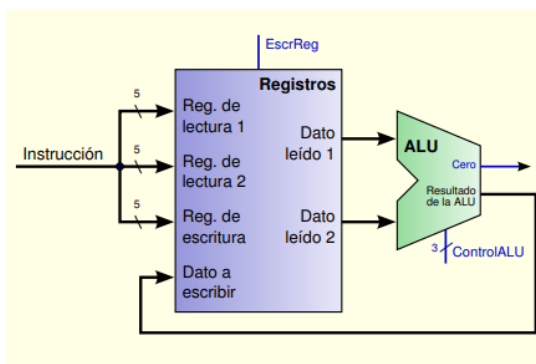 EscrReg
Registros
5
Reg. de
lectura 1
5
Reg. de
lectura 2
5
Reg. de
escritura
Dato a
escribir
Instrucción
Dato
leído 1
Dato
leído 2
ALU
Cero
Resultado
de la ALU
3
ControlALU